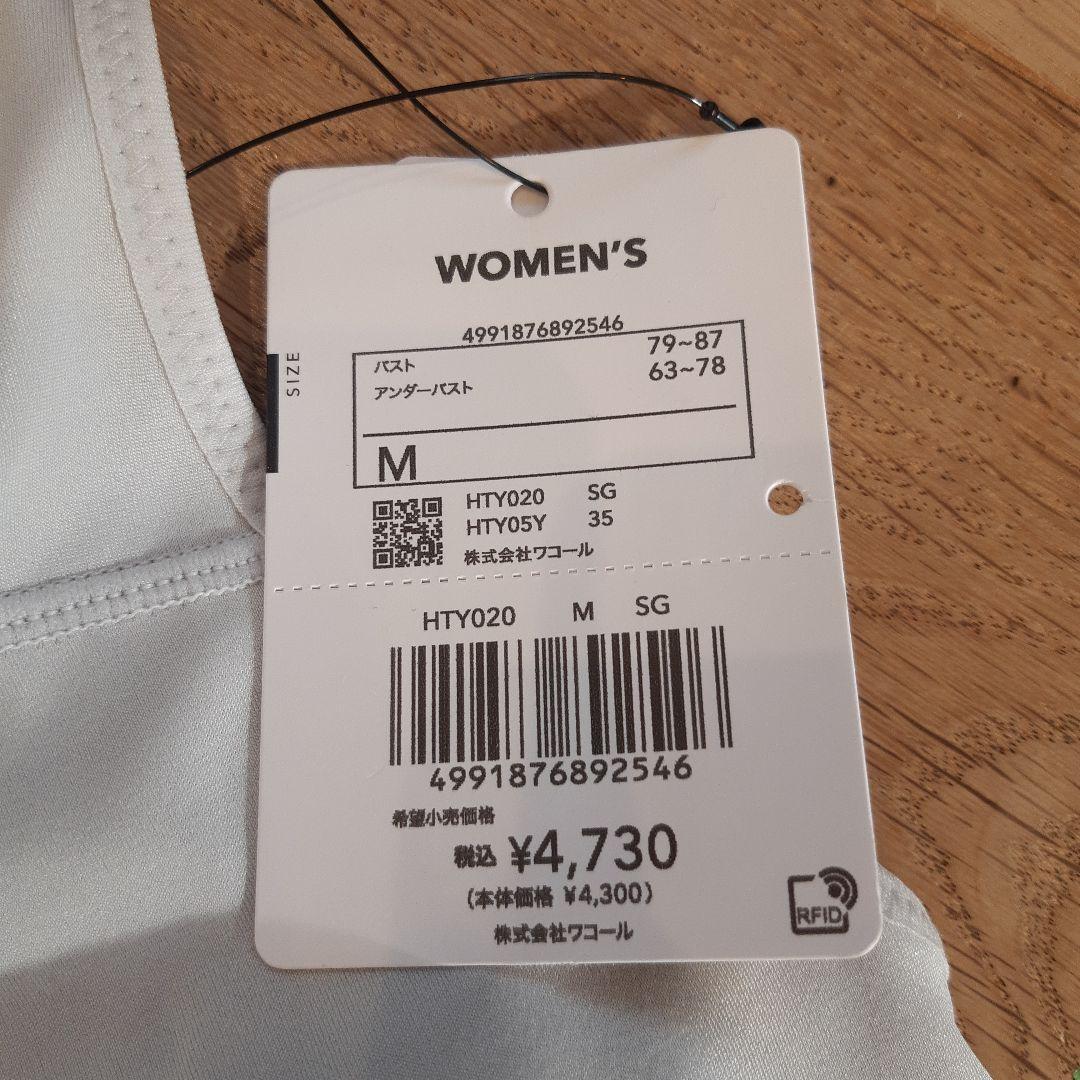 WOMEN'S
4991876892546
SIZE
バスト 79~87
アンダーバスト 63~78
M
HTY020 SG
HTY05Y 35
株式会社ワコール
HTY020 M SG
4991876892546
希望小売価格
税込 ¥4,730
(本体価格 ¥4,300)
株式会社ワコール
RFID